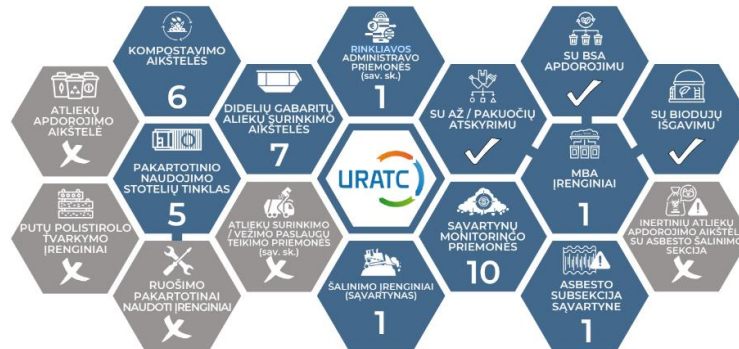 KOMPOSTAVIMO
AIKŠTELĖS
6
RINKLIAVOS
ADMINISTRAVO
PRIEMONĖS
(sav. sk.)
1
SU BSA
APDOROJIMU
ATLIEKŲ
APDOROJIMO
AIKŠTELĖ
DIDELIŲ GABARITŲ
ALIEKŲ SURINKIMO
AIKŠTELĖS
7
SU AŽ / PAKUOČIŲ
ATSKYRIMU
SU BIODUJŲ
IŠGAVIMU
PAKARTOTINIO
NAUDOJIMO
STOTELIŲ TINKLAS
5
URATC
MBA
ĮRENGINIAI
1
PUTŲ POLISTIROLO
TVARKYMO
ĮRENGINIAI
ATLIEKŲ SURINKIMO
/ VEŽIMO PASLAUGŲ
TEIKIMO PRIEMONĖS
(sav. sk.)
SĄVARTYNŲ
MONITORINGO
PRIEMONĖS
10
INERTINIŲ ATLIEKŲ
APDOROJIMO AIKŠTELĖ
SU ASBESTO ŠALINIMO
SEKCIJA
RUOŠIMO
PAKARTOTINAI
NAUDOTI ĮRENGINIAI
ŠALINIMO ĮRENGINIAI
(SĄVARTYNAS)
1
ASBESTO
SUBSEKCIJA
SĄVARTYNE
1